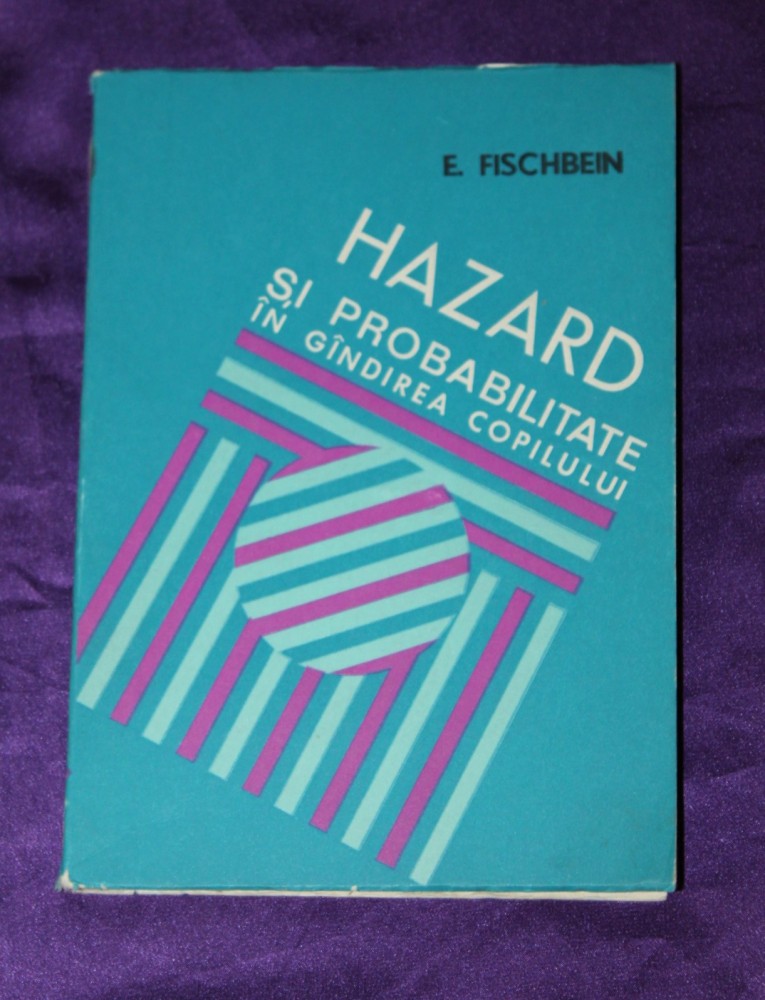 E. FISCHBEIN
HAZARD
ȘI PROBABILITATE
ÎN GÎNDIREA COPILULUI